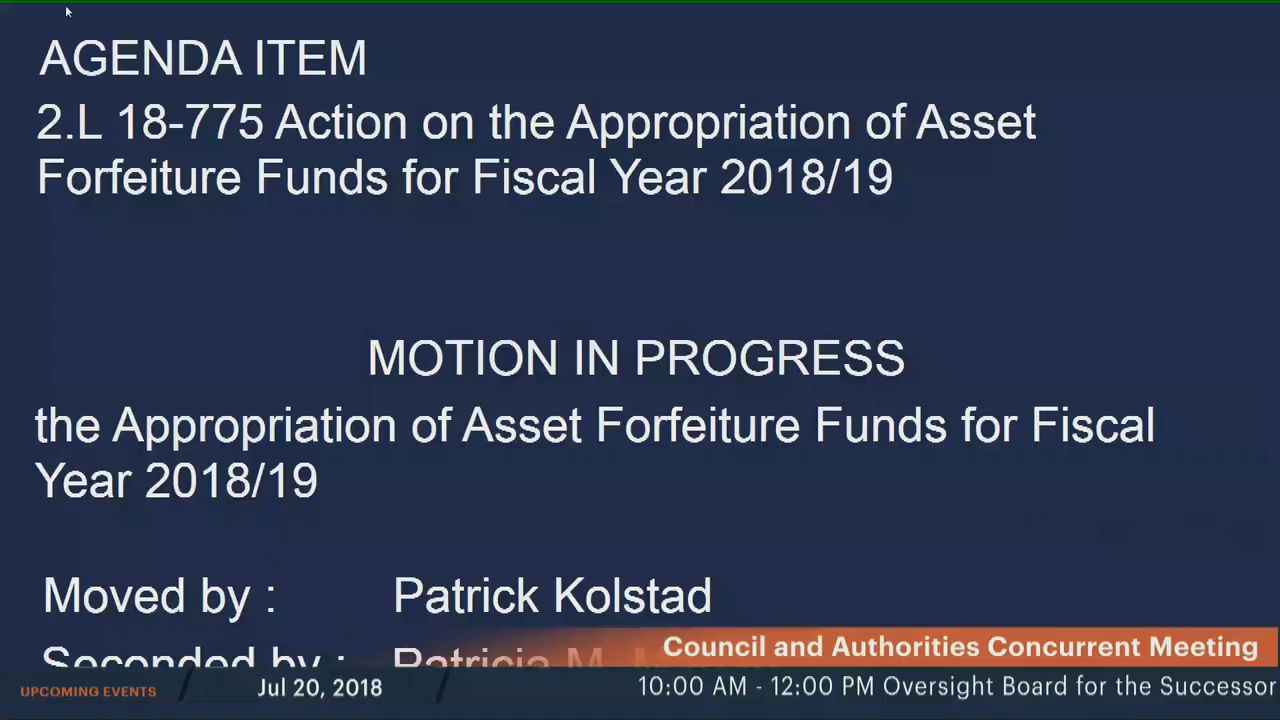 AGENDA ITEM
2.L 18-775 Action on the Appropriation of Asset
Forfeiture Funds for Fiscal Year 2018/19
MOTION IN PROGRESS
the Appropriation of Asset Forfeiture Funds for Fiscal
Year 2018/19
Moved by : Patrick Kolstad
Seconded by : Patricia M.
Council and Authorities Concurrent Meeting
UPCOMING EVENTS Jul 20, 2018 10:00 AM - 12:00 PM Oversight Board for the Successor